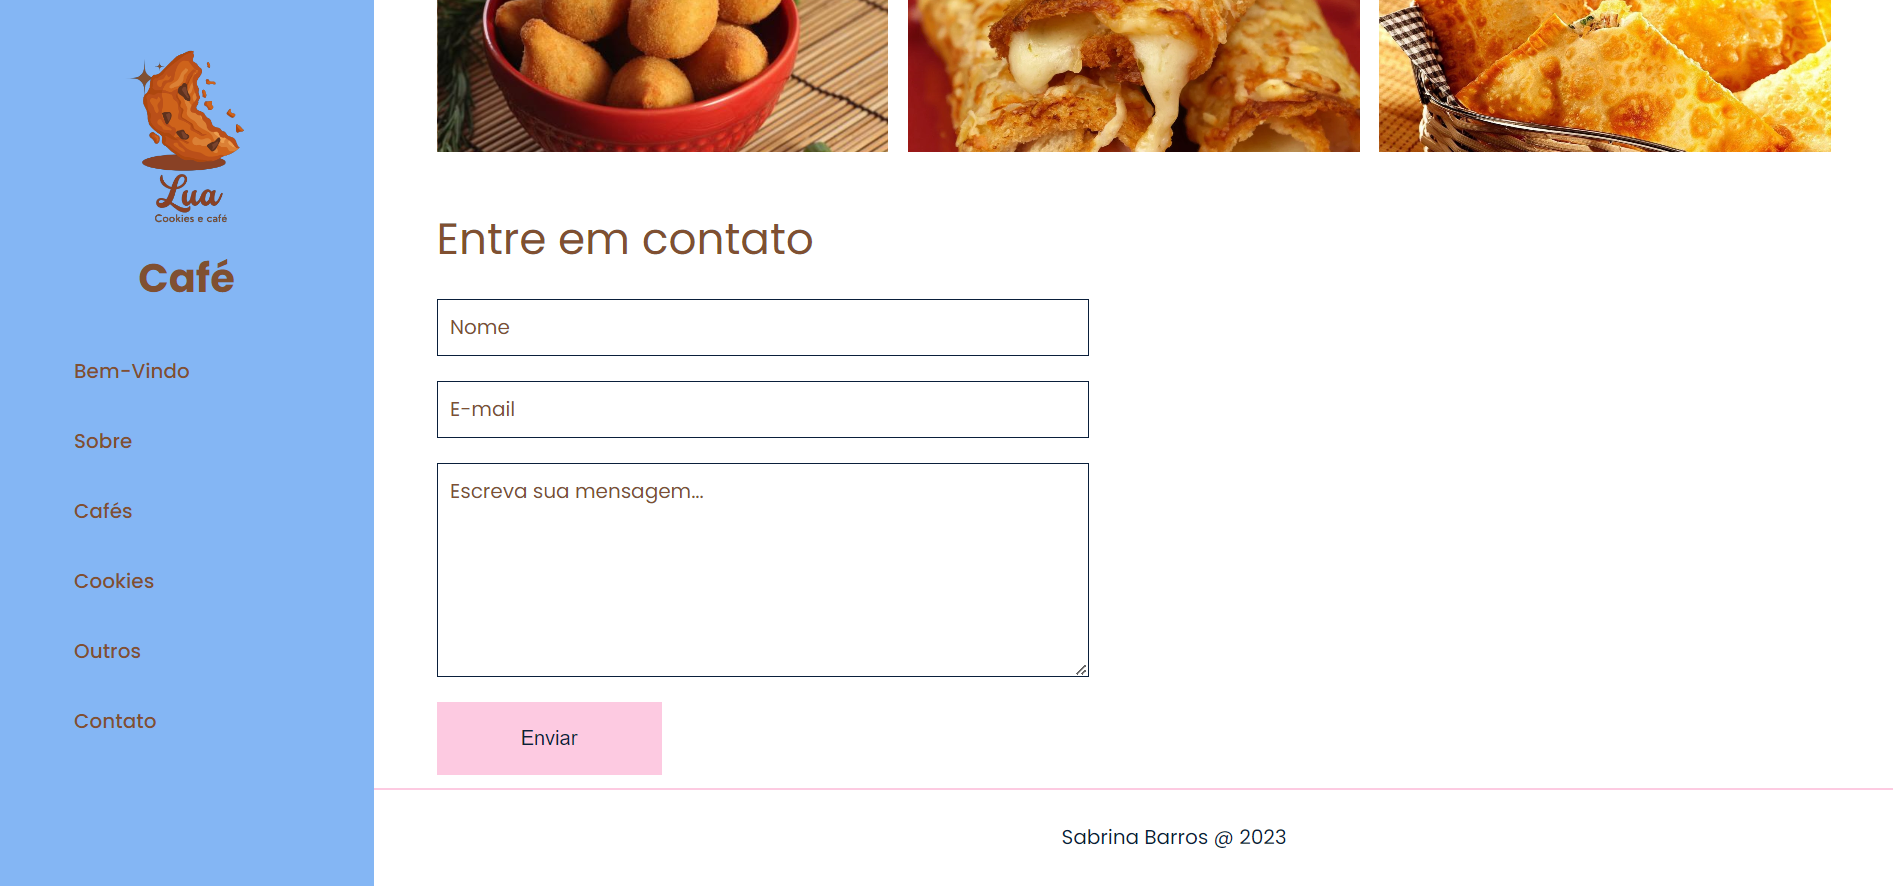 Lua
Cookies e café
Café
Bem-Vindo
Sobre
Cafés
Cookies
Outros
Contato
Entre em contato
Nome
E-mail
Escreva sua mensagem...
Enviar
Sabrina Barros @ 2023